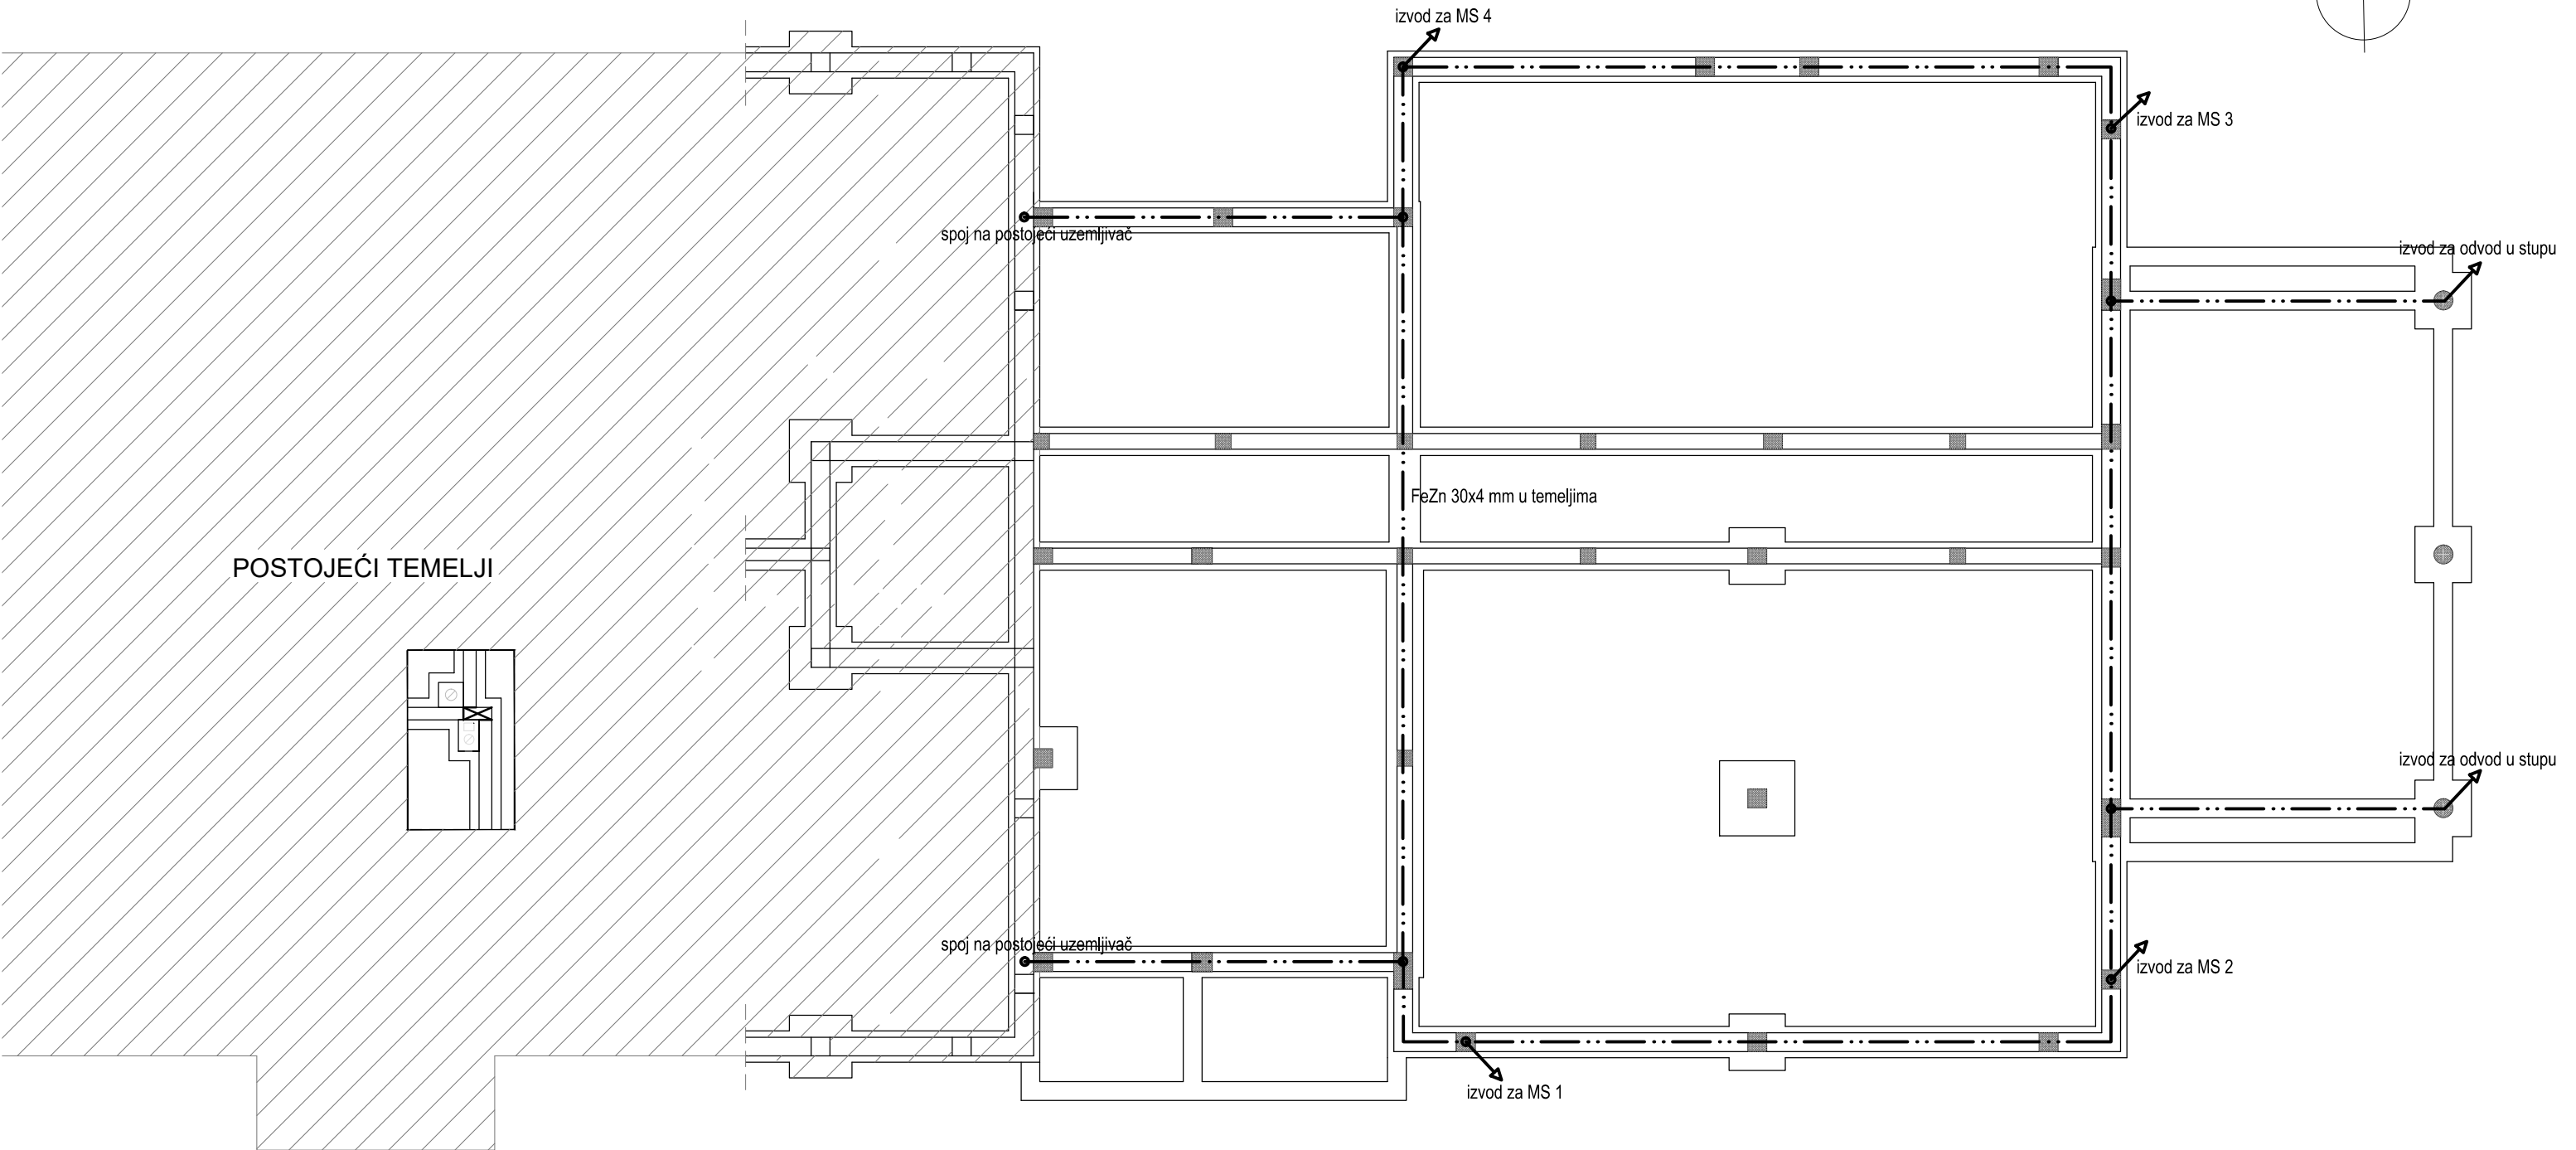 izvod za MS 4
izvod za MS 3
spoj na postojeći uzemljivač
izvod za odvod u stupu
FeZn 30x4 mm u temeljima
POSTOJEĆI TEMELJI
izvod za odvod u stupu
spoj na postojeći uzemljivač
izvod za MS 2
izvod za MS 1